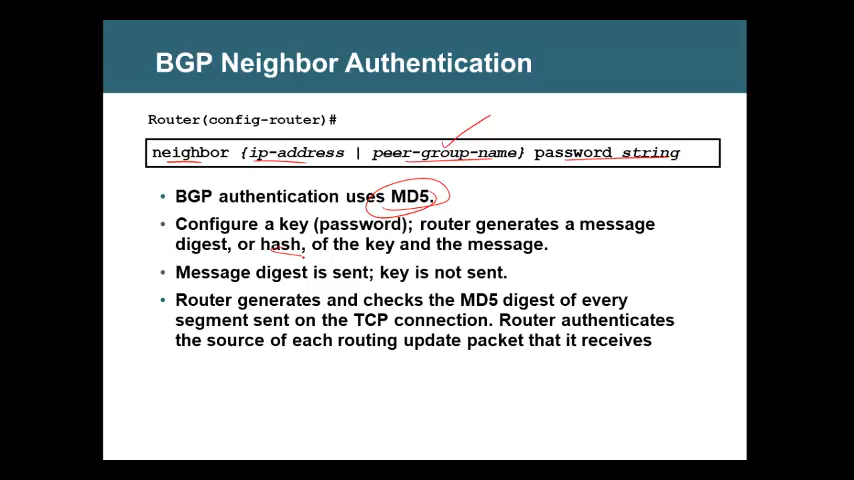 BGP Neighbor Authentication
Router(config-router)#
neighbor {ip-address | peer-group-name} password string
• BGP authentication uses MD5.
• Configure a key (password); router generates a message
digest, or hash, of the key and the message.
• Message digest is sent; key is not sent.
• Router generates and checks the MD5 digest of every
segment sent on the TCP connection. Router authenticates
the source of each routing update packet that it receives